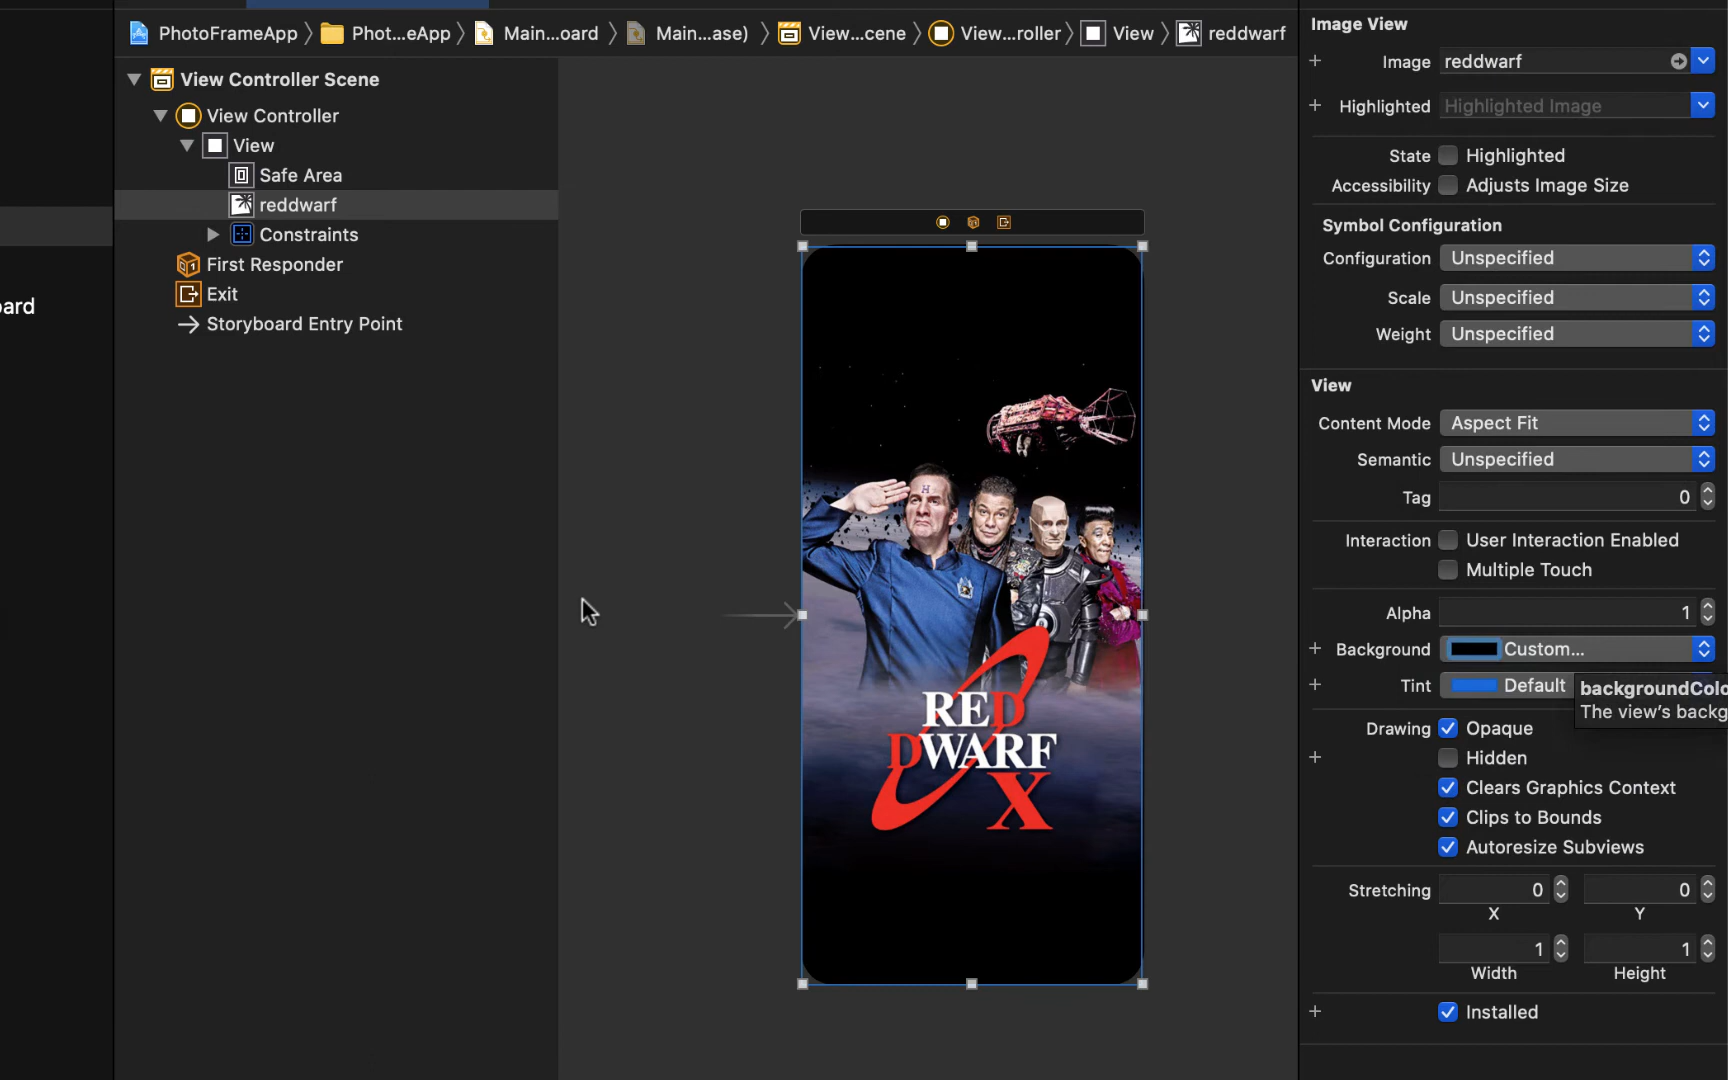 PhotoFrameApp
Phot...eApp
Main...oard
Main...ase)
View...cene
View...roller
View
reddwarf
View Controller Scene
View Controller
View
Safe Area
reddwarf
Constraints
First Responder
Exit
Storyboard Entry Point
oard
H
RED
DWARF
X
Image View
Image reddwarf
Highlighted Highlighted Image
State Highlighted
Accessibility Adjusts Image Size
Symbol Configuration
Configuration Unspecified
Scale Unspecified
Weight Unspecified
View
Content Mode Aspect Fit
Semantic Unspecified
Tag 0
Interaction User Interaction Enabled
Multiple Touch
Alpha 1
Background Custom...
Tint Default
backgroundColo
The view's backg
Drawing Opaque
Hidden
Clears Graphics Context
Clips to Bounds
Autoresize Subviews
Stretching 0 0
X Y
1 1
Width Height
Installed